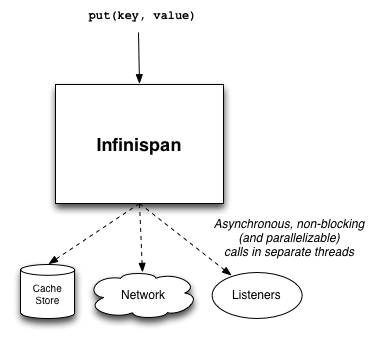 put(key, value)
Infinispan
Asynchronous, non-blocking
(and parallelizable)
calls in separate threads
Cache
Store
Network
Listeners